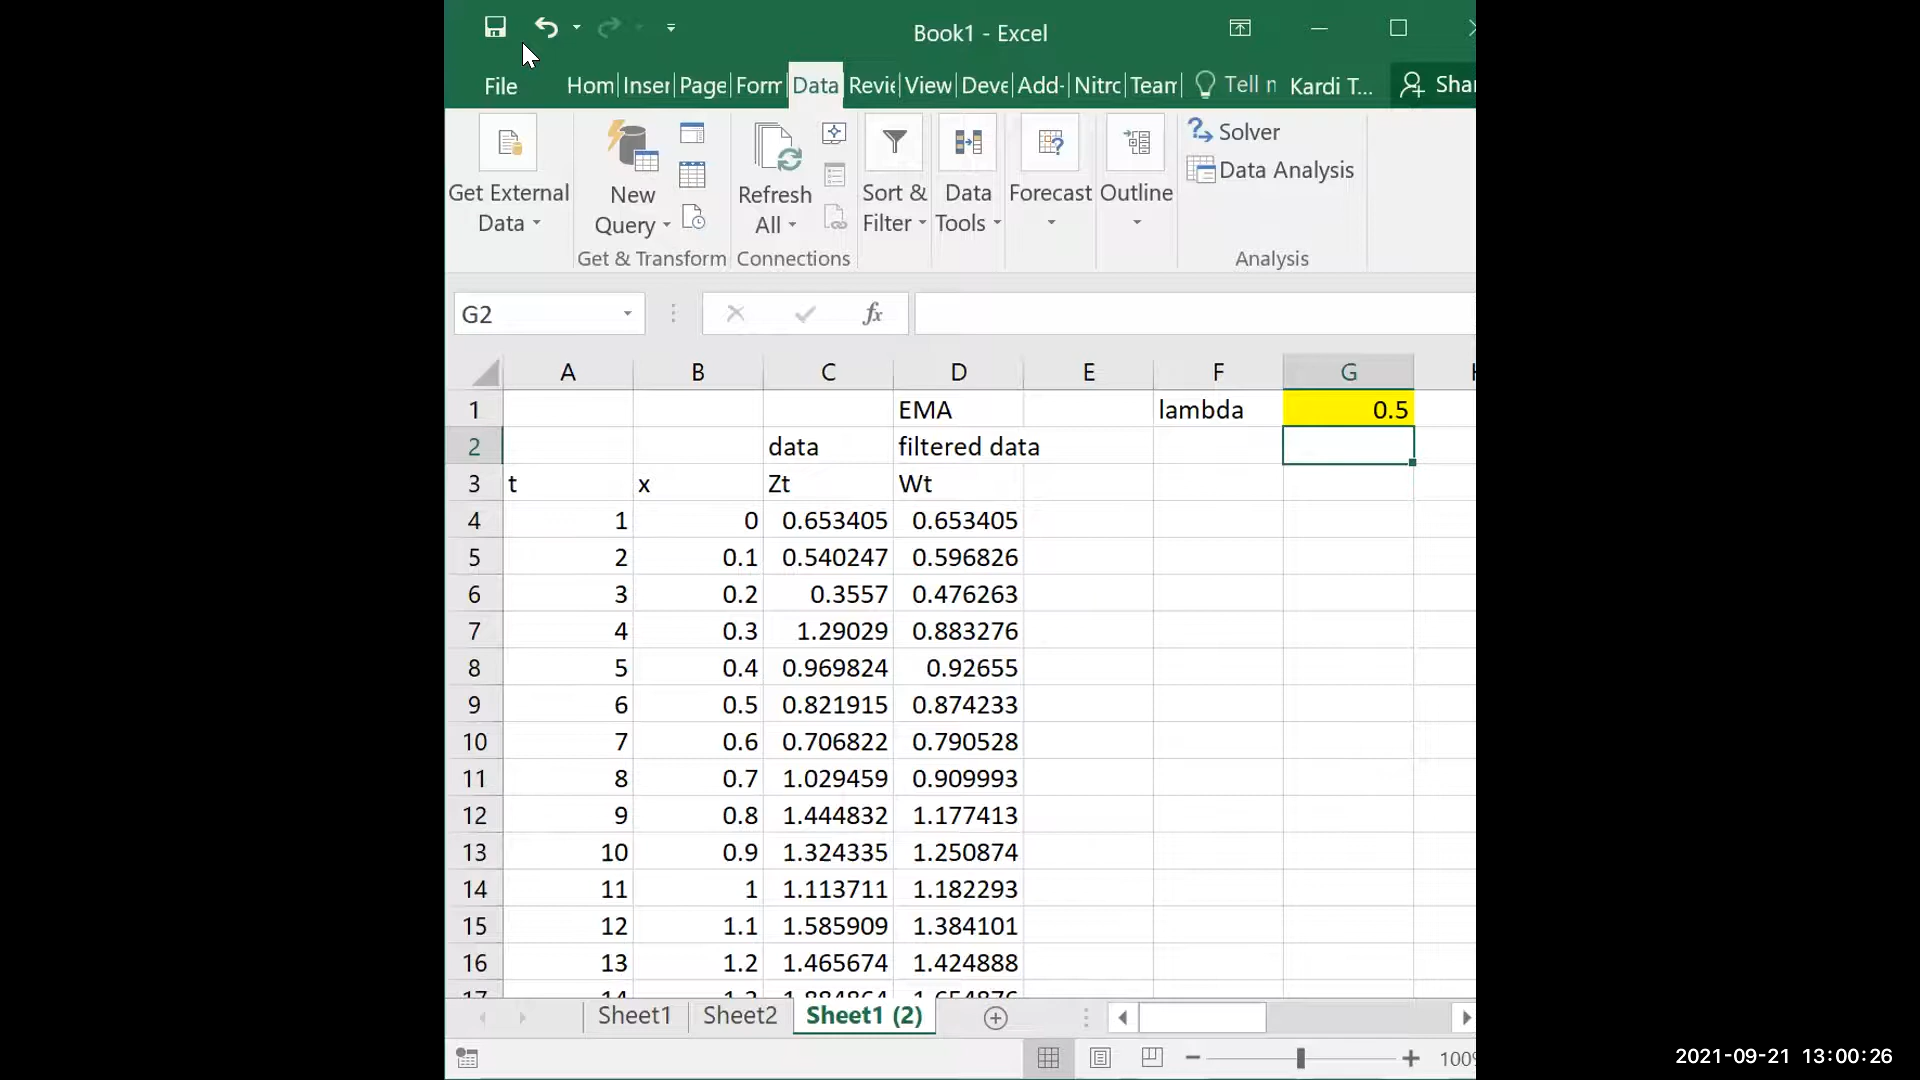 Book1 - Excel
File Hom Inser Page Form Data Revie View Deve Add- Nitro Team Tell n Kardi T... Shar
Solver
Data Analysis
Get External Data
New Query
Refresh All
Sort & Filter
Data Tools
Forecast
Outline
Get & Transform Connections Analysis
G2 fx
A B C D E F G
1 EMA lambda 0.5
2 data filtered data
3 t x Zt Wt
4 1 0 0.653405 0.653405
5 2 0.1 0.540247 0.596826
6 3 0.2 0.3557 0.476263
7 4 0.3 1.29029 0.883276
8 5 0.4 0.969824 0.92655
9 6 0.5 0.821915 0.874233
10 7 0.6 0.706822 0.790528
11 8 0.7 1.029459 0.909993
12 9 0.8 1.444832 1.177413
13 10 0.9 1.324335 1.250874
14 11 1 1.113711 1.182293
15 12 1.1 1.585909 1.384101
16 13 1.2 1.465674 1.424888
Sheet1 Sheet2 Sheet1 (2)
100%
2021-09-21 13:00:26